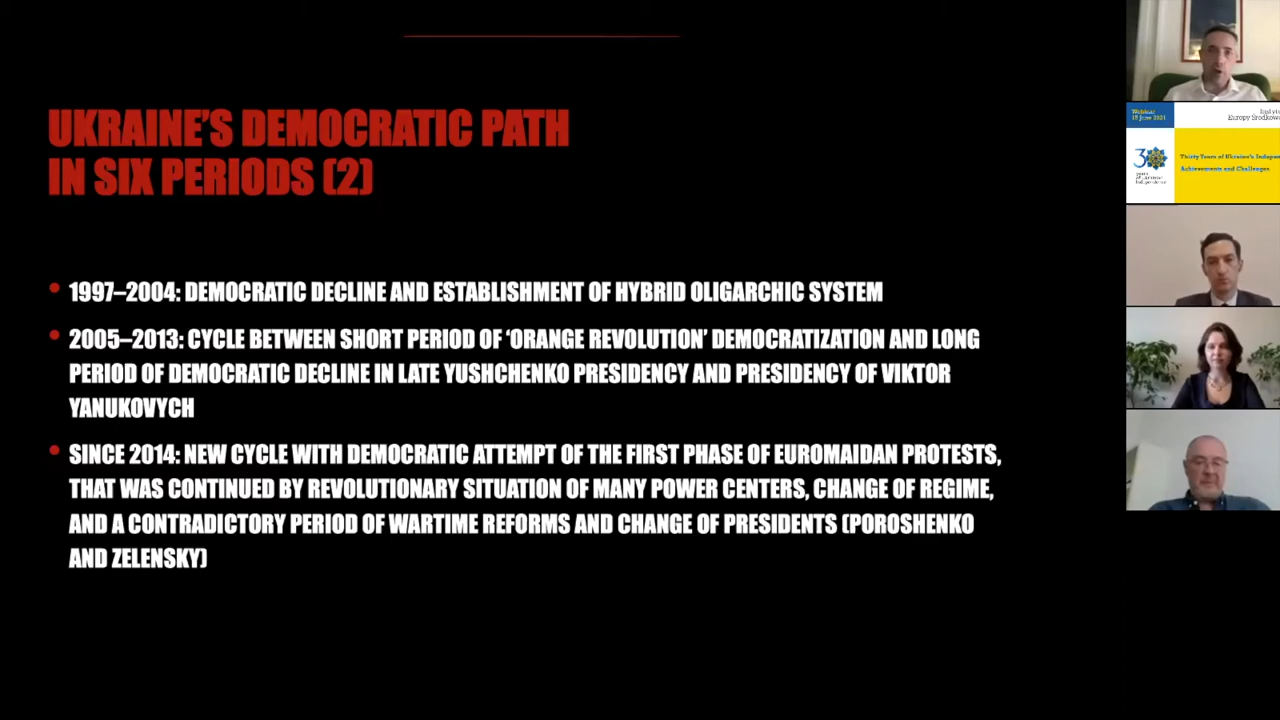 UKRAINE'S DEMOCRATIC PATH
IN SIX PERIODS (2)
• 1997–2004: DEMOCRATIC DECLINE AND ESTABLISHMENT OF HYBRID OLIGARCHIC SYSTEM
• 2005–2013: CYCLE BETWEEN SHORT PERIOD OF 'ORANGE REVOLUTION' DEMOCRATIZATION AND LONG
PERIOD OF DEMOCRATIC DECLINE IN LATE YUSHCHENKO PRESIDENCY AND PRESIDENCY OF VIKTOR
YANUKOVYCH
• SINCE 2014: NEW CYCLE WITH DEMOCRATIC ATTEMPT OF THE FIRST PHASE OF EUROMAIDAN PROTESTS,
THAT WAS CONTINUED BY REVOLUTIONARY SITUATION OF MANY POWER CENTERS, CHANGE OF REGIME,
AND A CONTRADICTORY PERIOD OF WARTIME REFORMS AND CHANGE OF PRESIDENTS (POROSHENKO
AND ZELENSKY)
Webinar
15 June 2021
Europy Środkowe
30
years
Thirty Years of Ukraine's
Achievements and Challenges